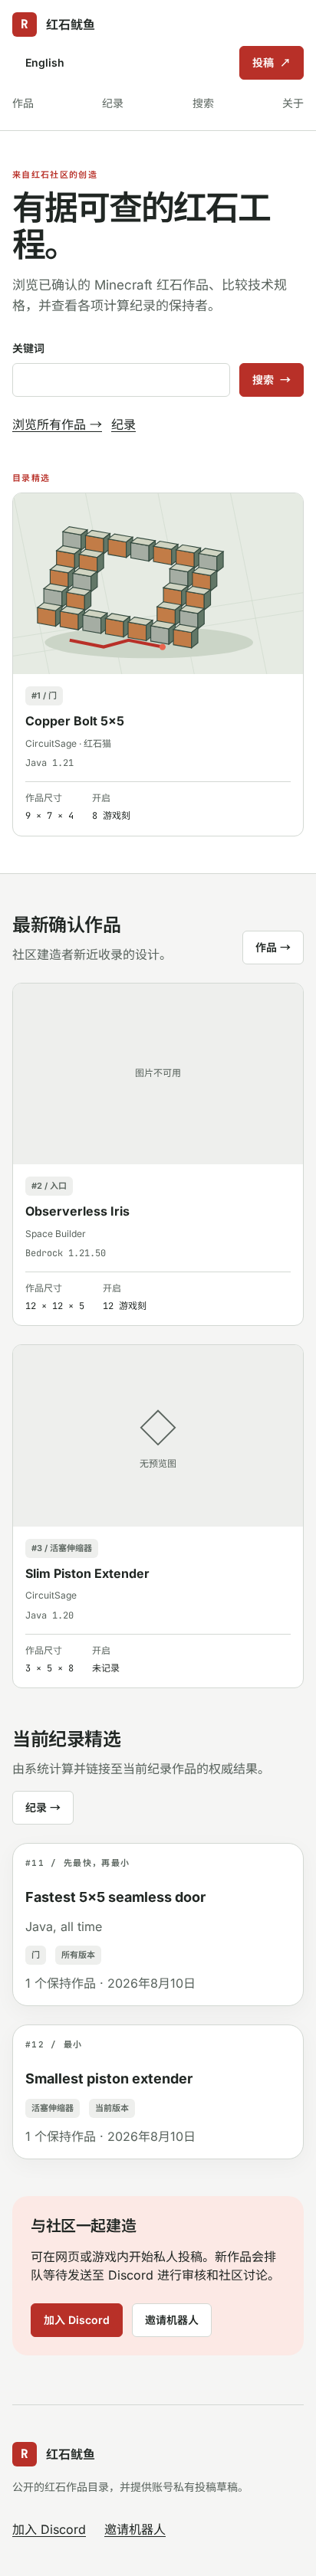 R 红石鱿鱼
English 投稿 ↗
作品 纪录 搜索 关于
来自红石社区的创造
有据可查的红石工
程。
浏览已确认的 Minecraft 红石作品、比较技术规
格，并查看各项计算纪录的保持者。
关键词
搜索 →
浏览所有作品 → 纪录
目录精选
#1 / 门
Copper Bolt 5×5
CircuitSage · 红石猫
Java 1.21
作品尺寸 开启
9 × 7 × 4 8 游戏刻
最新确认作品
社区建造者新近收录的设计。
作品 →
图片不可用
#2 / 入口
Observerless Iris
Space Builder
Bedrock 1.21.50
作品尺寸 开启
12 × 12 × 5 12 游戏刻
无预览图
#3 / 活塞伸缩器
Slim Piston Extender
CircuitSage
Java 1.20
作品尺寸 开启
3 × 5 × 8 未记录
当前纪录精选
由系统计算并链接至当前纪录作品的权威结果。
纪录 →
#11 / 先最快，再最小
Fastest 5×5 seamless door
Java, all time
门 所有版本
1 个保持作品 · 2026年8月10日
#12 / 最小
Smallest piston extender
活塞伸缩器 当前版本
1 个保持作品 · 2026年8月10日
与社区一起建造
可在网页或游戏内开始私人投稿。新作品会排
队等待发送至 Discord 进行审核和社区讨论。
加入 Discord 邀请机器人
R 红石鱿鱼
公开的红石作品目录，并提供账号私有投稿草稿。
加入 Discord 邀请机器人